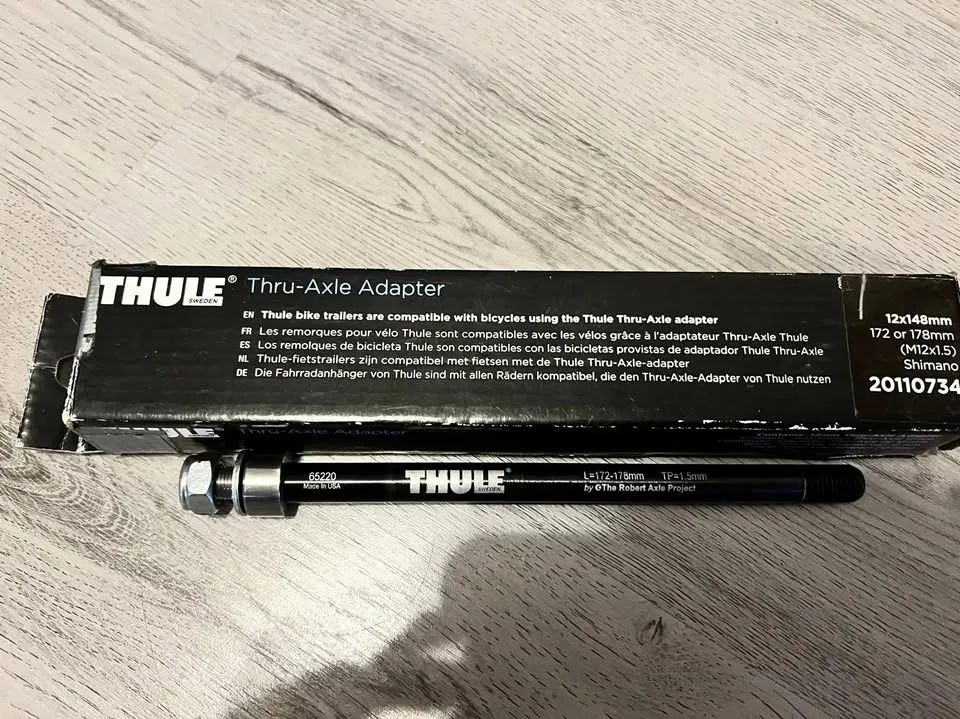 THULE® Thru-Axle Adapter
SWEDEN
EN Thule bike trailers are compatible with bicycles using the Thule Thru-Axle adapter
FR Les remorques pour vélo Thule sont compatibles avec les vélos grâce à l'adaptateur Thru-Axle Thule
ES Los remolques de bicicleta Thule son compatibles con las bicicletas provistas de adaptador Thule Thru-Axle
NL Thule-fietstrailers zijn compatibel met fietsen met de Thule Thru-Axle-adapter
DE Die Fahrradanhänger von Thule sind mit allen Rädern kompatibel, die den Thru-Axle-Adapter von Thule nutzen
12x148mm
172 or 178mm
(M12x1.5)
Shimano
20110734
THULE Thru-Axle Adapter
65220
Made In USA
THULE®
SWEDEN
L=172-178mm TP=1.5mm
by The Robert Axle Project